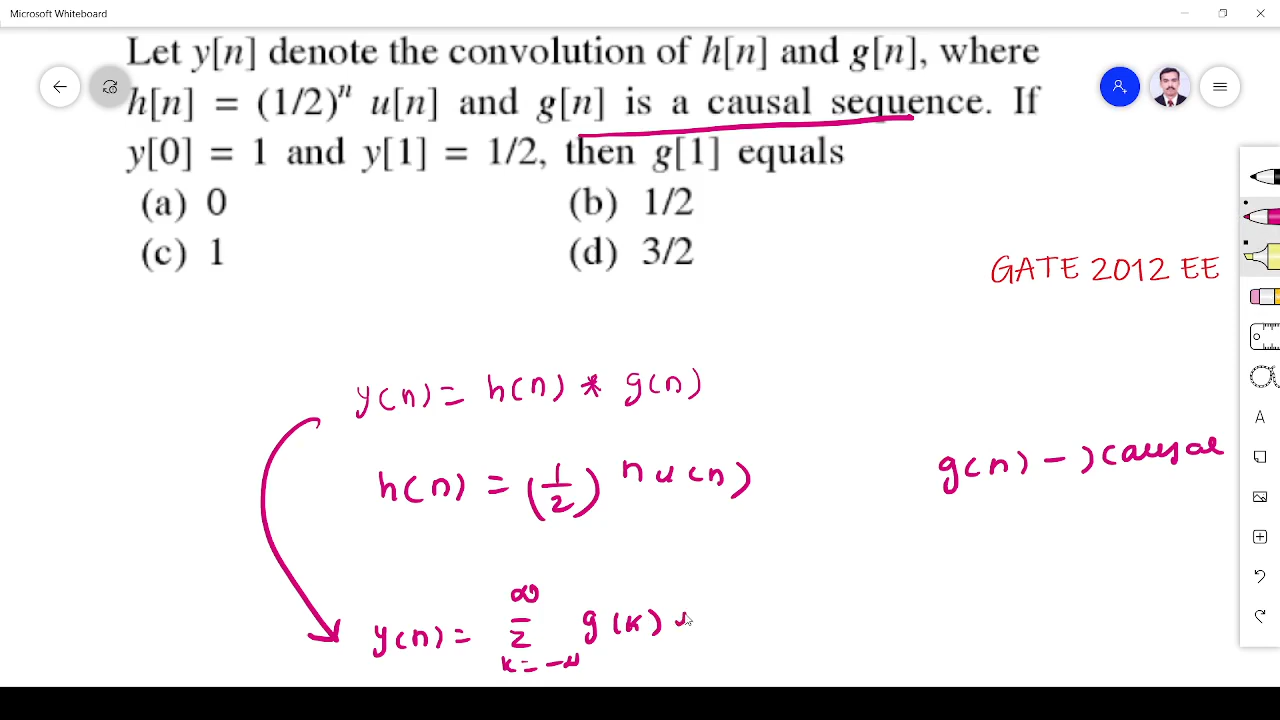 Microsoft Whiteboard
Let y[n] denote the convolution of h[n] and g[n], where
h[n] = (1/2)ⁿ u[n] and g[n] is a causal sequence. If
y[0] = 1 and y[1] = 1/2, then g[1] equals
(a) 0 (b) 1/2
(c) 1 (d) 3/2
GATE 2012 EE
y(n) = h(n) * g(n)
h(n) = (1/2)ⁿ u(n)
g(n) -) causal
∞
y(n) = Σ g(k)
k = -
A